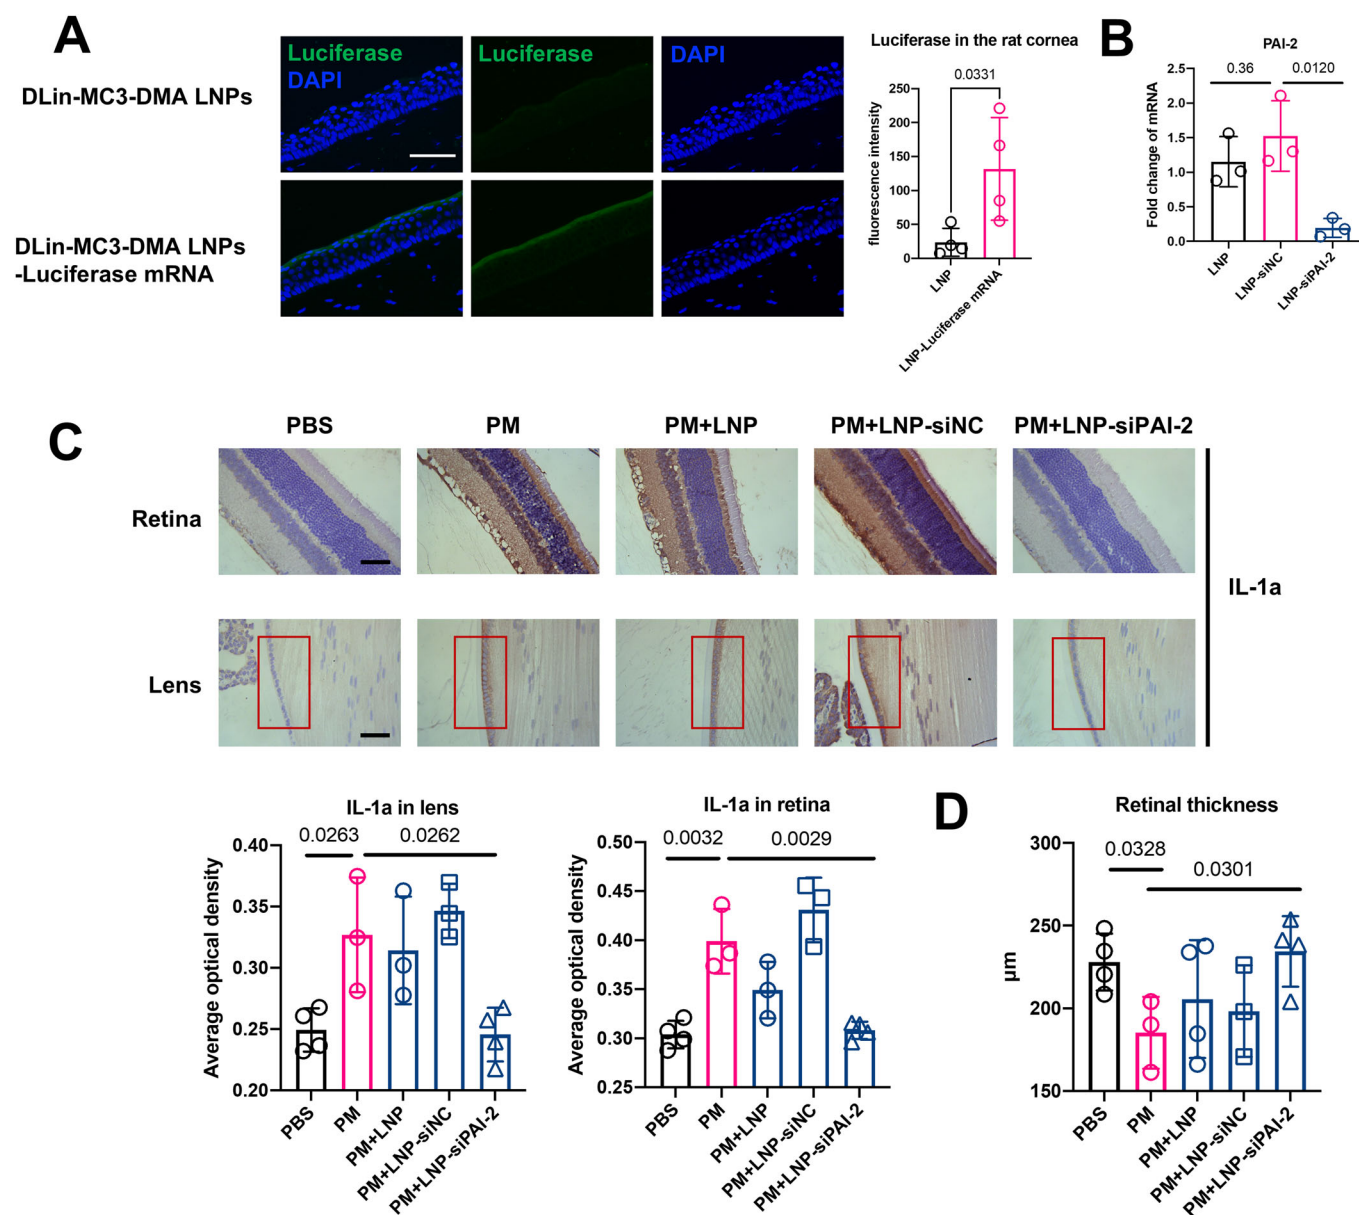 A
Luciferase
DAPI
Luciferase
DAPI
DLin-MC3-DMA LNPs
DLin-MC3-DMA LNPs
-Luciferase mRNA
Luciferase in the rat cornea
0.0331
fluorescence intensity
250
200
150
100
50
0
LNP
LNP-Luciferase mRNA
B
PAI-2
0.36
0.0120
Fold change of mRNA
2.5
2.0
1.5
1.0
0.5
0.0
LNP
LNP-siNC
LNP-siPAI-2
C
PBS
PM
PM+LNP
PM+LNP-siNC
PM+LNP-siPAI-2
Retina
Lens
IL-1a
IL-1a in lens
0.0263
0.0262
Average optical density
0.40
0.35
0.30
0.25
0.20
PBS
PM
PM+LNP
PM+LNP-siNC
PM+LNP-siPAI-2
IL-1a in retina
0.0032
0.0029
Average optical density
0.50
0.45
0.40
0.35
0.30
0.25
PBS
PM
PM+LNP
PM+LNP-siNC
PM+LNP-siPAI-2
D
Retinal thickness
0.0328
0.0301
μm
300
250
200
150
PBS
PM
PM+LNP
PM+LNP-siNC
PM+LNP-siPAI-2